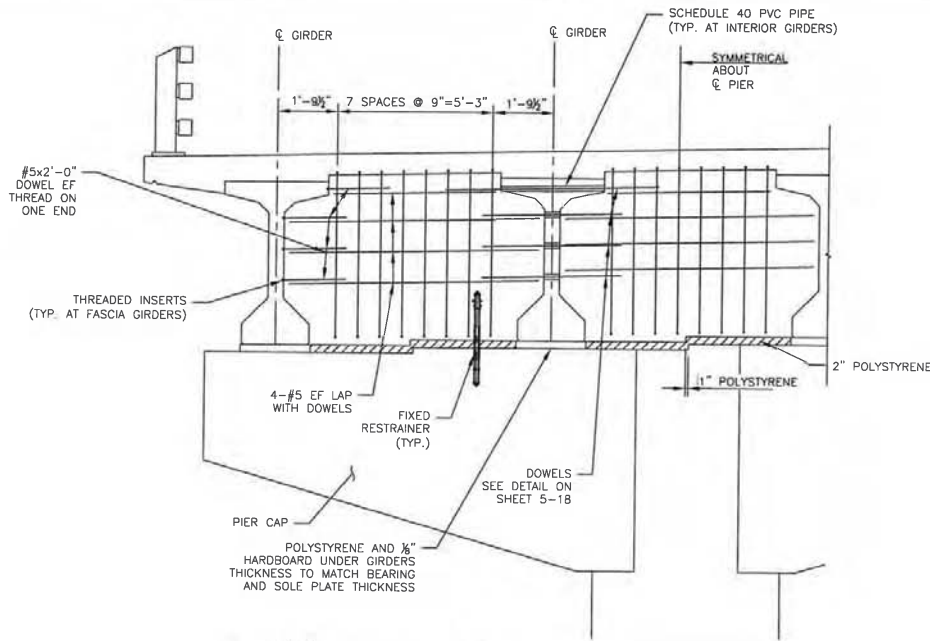 SCHEDULE 40 PVC PIPE
(TYP. AT INTERIOR GIRDERS)
℄ GIRDER
℄ GIRDER
SYMMETRICAL
ABOUT
℄ PIER
1'-9½"
7 SPACES @ 9"=5'-3"
1'-9½"
#5x2'-0"
DOWEL EF
THREAD ON
ONE END
THREADED INSERTS
(TYP. AT FASCIA GIRDERS)
2" POLYSTYRENE
1" POLYSTYRENE
4-#5 EF LAP
WITH DOWELS
FIXED
RESTRAINER
(TYP.)
DOWELS
SEE DETAIL ON
SHEET 5-18
PIER CAP
POLYSTYRENE AND ⅛"
HARDBOARD UNDER GIRDERS
THICKNESS TO MATCH BEARING
AND SOLE PLATE THICKNESS